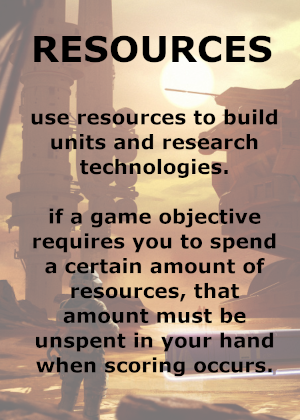 RESOURCES
use resources to build
units and research
technologies.
if a game objective
requires you to spend
a certain amount of
resources, that
amount must be
unspent in your hand
when scoring occurs.